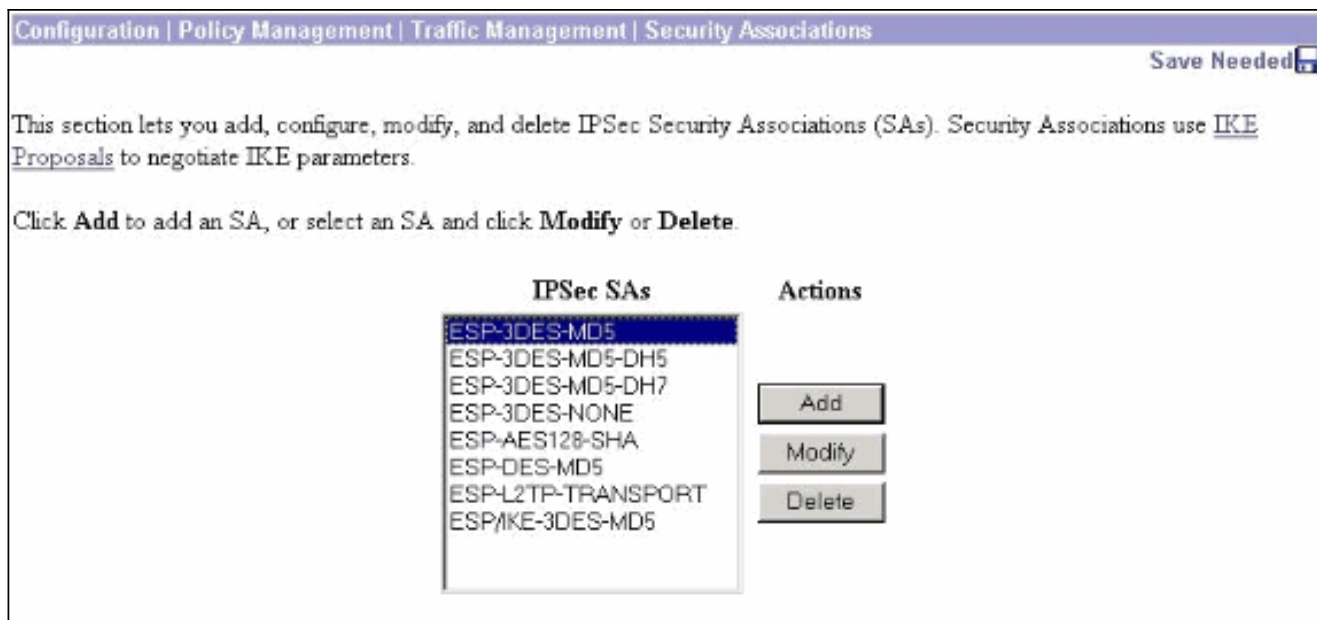 Configuration | Policy Management | Traffic Management | Security Associations
Save Needed
This section lets you add, configure, modify, and delete IPSec Security Associations (SAs). Security Associations use IKE
Proposals to negotiate IKE parameters.
Click Add to add an SA, or select an SA and click Modify or Delete.
IPSec SAs Actions
ESP-3DES-MD5
ESP-3DES-MD5-DH5
ESP-3DES-MD5-DH7
ESP-3DES-NONE
ESP-AES128-SHA
ESP-DES-MD5
ESP-L2TP-TRANSPORT
ESP/IKE-3DES-MD5
Add
Modify
Delete